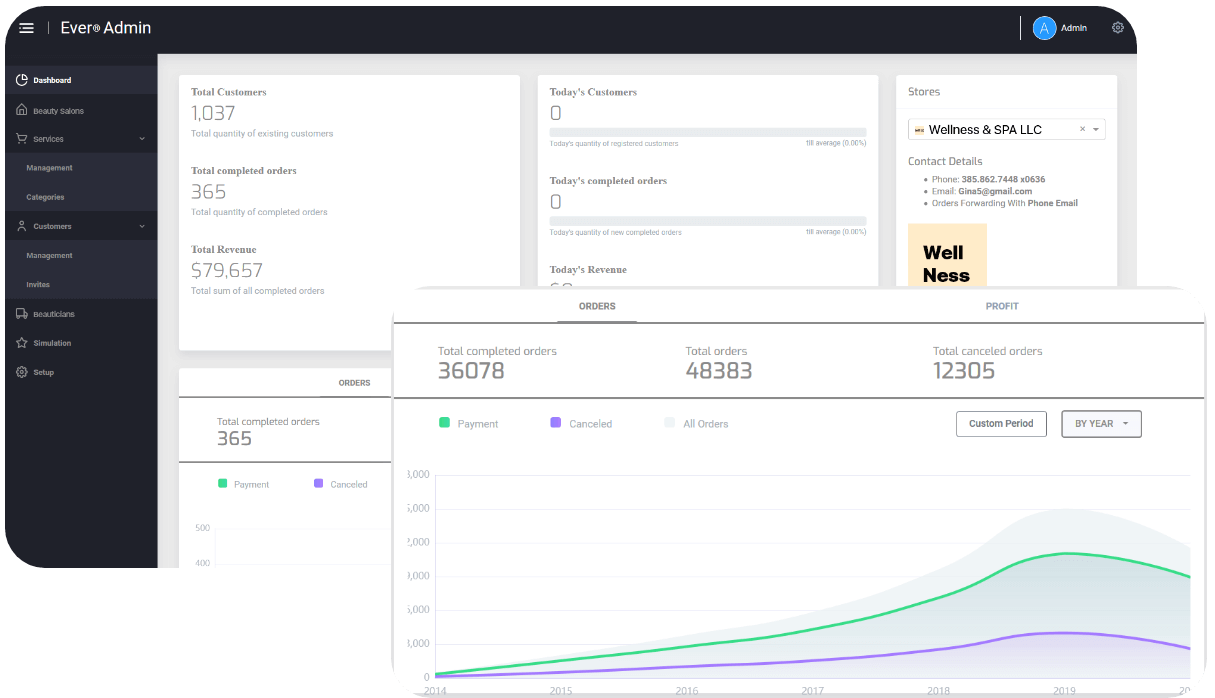 Ever® Admin
A Admin
Dashboard
Beauty Salons
Services
Management
Categories
Customers
Management
Invites
Beauticians
Simulation
Setup
Total Customers
1,037
Total quantity of existing customers
Total completed orders
365
Total quantity of completed orders
Total Revenue
$79,657
Total sum of all completed orders
Today's Customers
0
Today's quantity of registered customers
till average (0.00%)
Today's completed orders
0
Today's quantity of new completed orders
till average (0.00%)
Today's Revenue
Stores
Wellness & SPA LLC
Contact Details
Phone: 385.862.7448 x0636
Email: Gina5@gmail.com
Orders Forwarding With Phone Email
Well
Ness
ORDERS
Total completed orders
365
Payment
Canceled
500
400
ORDERS
PROFIT
Total completed orders
36078
Total orders
48383
Total canceled orders
12305
Payment
Canceled
All Orders
Custom Period
BY YEAR
,000
,000
,000
,000
,000
,000
0
2014
2015
2016
2017
2018
2019
20